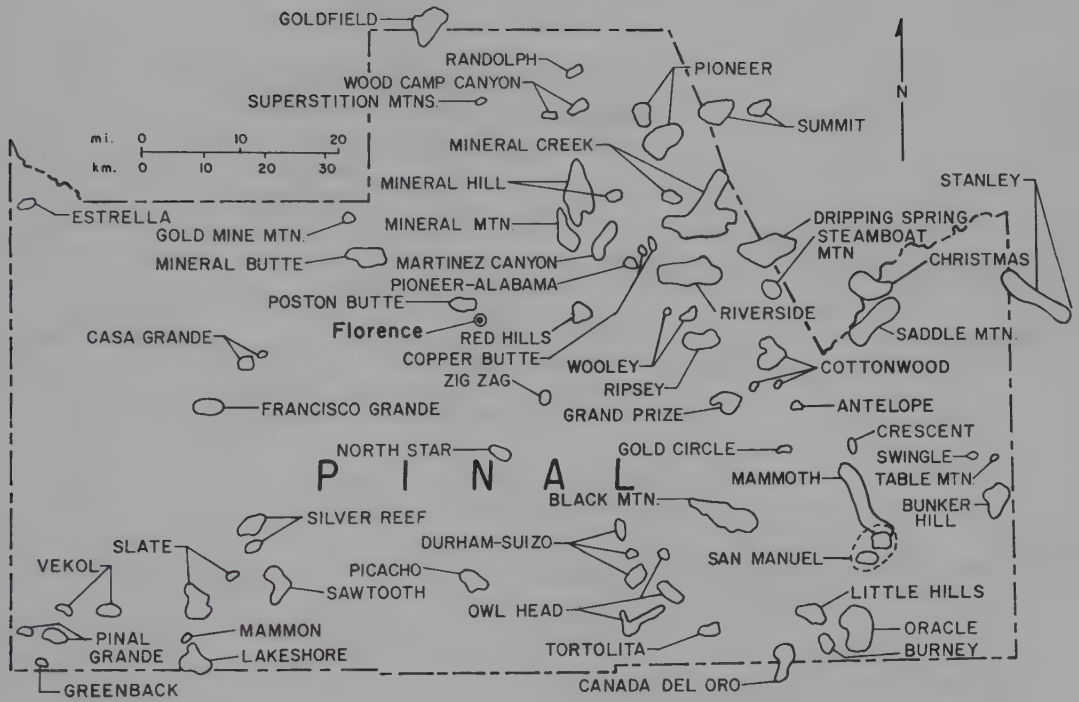 GOLDFIELD
RANDOLPH
PIONEER
WOOD CAMP CANYON
SUPERSTITION MTNS.
N
SUMMIT
mi. 0 10 20
km. 0 10 20 30
MINERAL CREEK
STANLEY
MINERAL HILL
ESTRELLA
GOLD MINE MTN.
MINERAL MTN.
DRIPPING SPRING
STEAMBOAT
MTN
CHRISTMAS
MINERAL BUTTE
MARTINEZ CANYON
PIONEER-ALABAMA
POSTON BUTTE
RIVERSIDE
Florence
RED HILLS
SADDLE MTN.
CASA GRANDE
COPPER BUTTE
WOOLEY
COTTONWOOD
ZIG ZAG
RIPSEY
FRANCISCO GRANDE
GRAND PRIZE
ANTELOPE
CRESCENT
NORTH STAR
GOLD CIRCLE
SWINGLE
PINAL
MAMMOTH
TABLE MTN.
BLACK MTN.
BUNKER
HILL
SILVER REEF
DURHAM-SUIZO
SLATE
SAN MANUEL
VEKOL
PICACHO
SAWTOOTH
LITTLE HILLS
OWL HEAD
MAMMON
ORACLE
PINAL
GRANDE
TORTOLITA
BURNEY
LAKESHORE
CANADA DEL ORO
GREENBACK